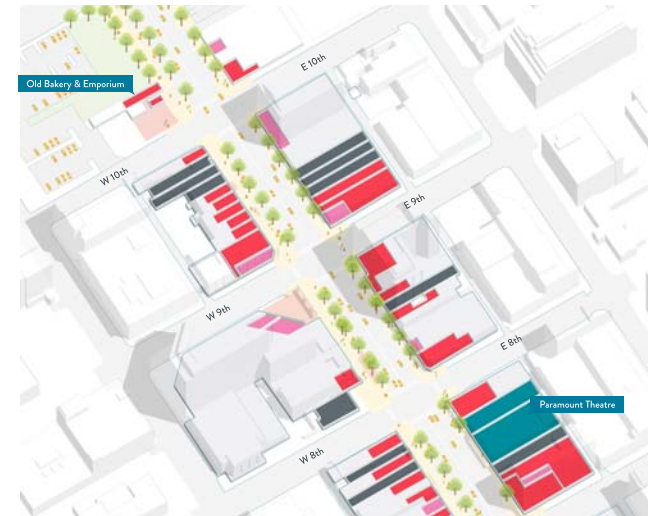 E 10th
Old Bakery & Emporium
W 10th
E 9th
W 9th
E 8th
Paramount Theatre
W 8th